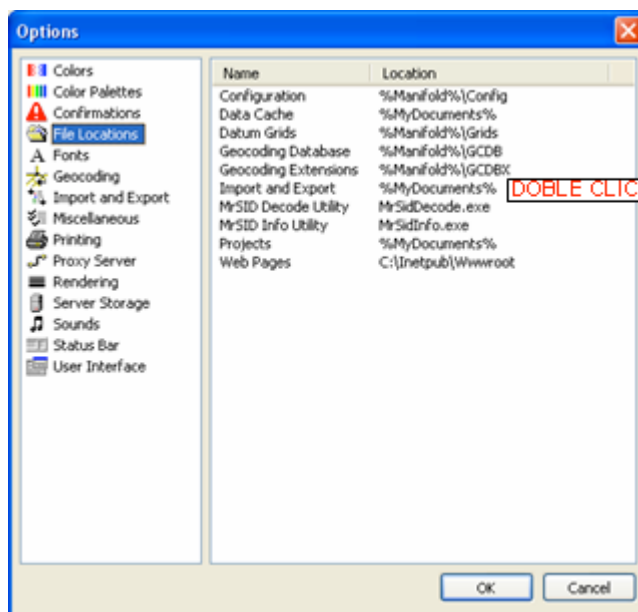 Options
Colors
Color Palettes
Confirmations
File Locations
Fonts
Geocoding
Import and Export
Miscellaneous
Printing
Proxy Server
Rendering
Server Storage
Sounds
Status Bar
User Interface
Name Location
Configuration %Manifold%\Config
Data Cache %MyDocuments%
Datum Grids %Manifold%\Grids
Geocoding Database %Manifold%\GCDB
Geocoding Extensions %Manifold%\GCDBX
Import and Export %MyDocuments% DOBLE CLIC
MrSID Decode Utility MrSidDecode.exe
MrSID Info Utility MrSidInfo.exe
Projects %MyDocuments%
Web Pages C:\Inetpub\Wwwroot
OK Cancel